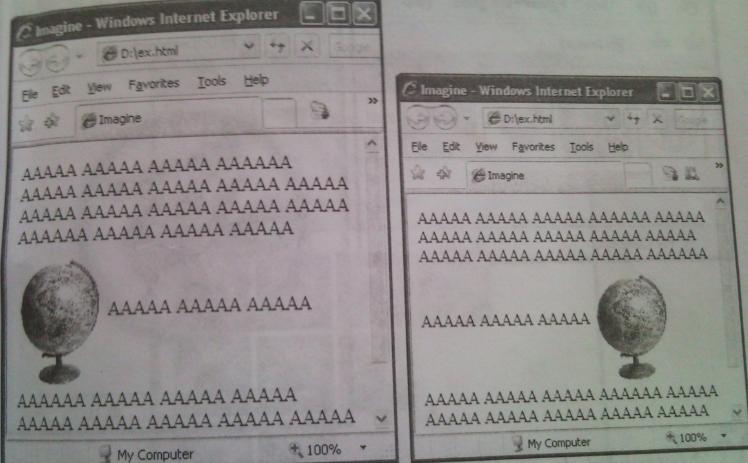 Imagine - Windows Internet Explorer
D:\ex.html
Google
File Edit View Favorites Tools Help
Imagine
AAAAA AAAAA AAAAA AAAAAA
AAAAA AAAAA AAAAA AAAAA AAAAA
AAAAA AAAAA AAAAA AAAAA AAAAA
AAAAAA AAAAA AAAAA AAAAA
AAAAA AAAAA AAAAA
AAAAAA AAAAA AAAAA AAAAA
AAAAA AAAAA AAAAA AAAAA AAAAA
My Computer 100%
Imagine - Windows Internet Explorer
D:\ex.html
Google
File Edit View Favorites Tools Help
Imagine
AAAAA AAAAA AAAAA AAAAAA AAAAA
AAAAA AAAAA AAAAA AAAAA AAAAA
AAAAA AAAAA AAAAA AAAAA AAAAAA
AAAAA AAAAA AAAAA
AAAAA AAAAA AAAAA AAAAAA AAAAA
AAAAA AAAAA AAAAA AAAAA AAAAA
My Computer 100%